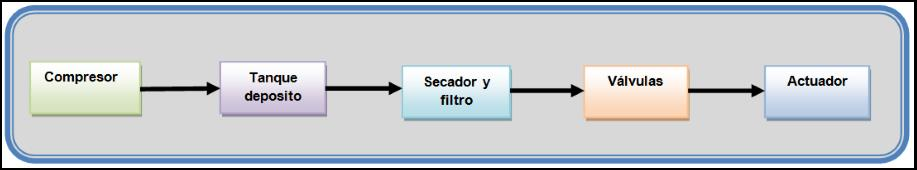 Compresor
Tanque
deposito
Secador y
filtro
Válvulas
Actuador